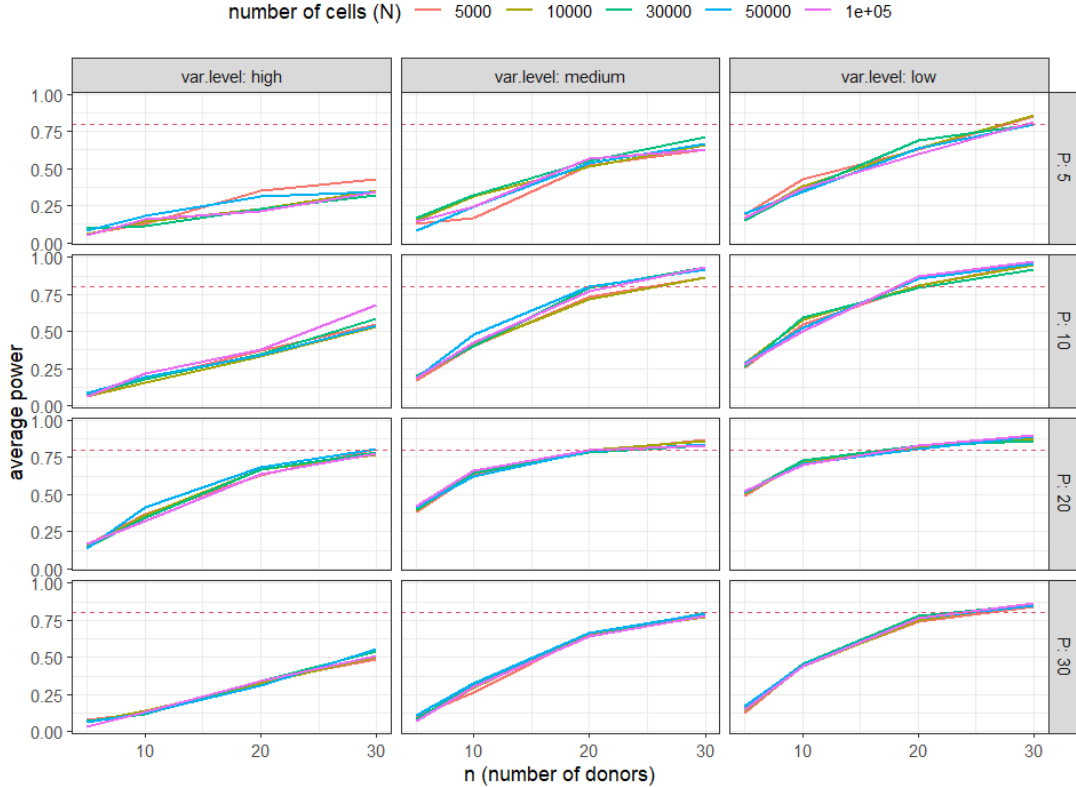 number of cells (N) 5000 10000 30000 50000 1e+05
var.level: high var.level: medium var.level: low
1.00
0.75
0.50
0.25
0.00
P: 5
1.00
0.75
0.50
0.25
0.00
P: 10
average power
1.00
0.75
0.50
0.25
0.00
P: 20
1.00
0.75
0.50
0.25
0.00
P: 30
10 20 30 10 20 30 10 20 30
n (number of donors)